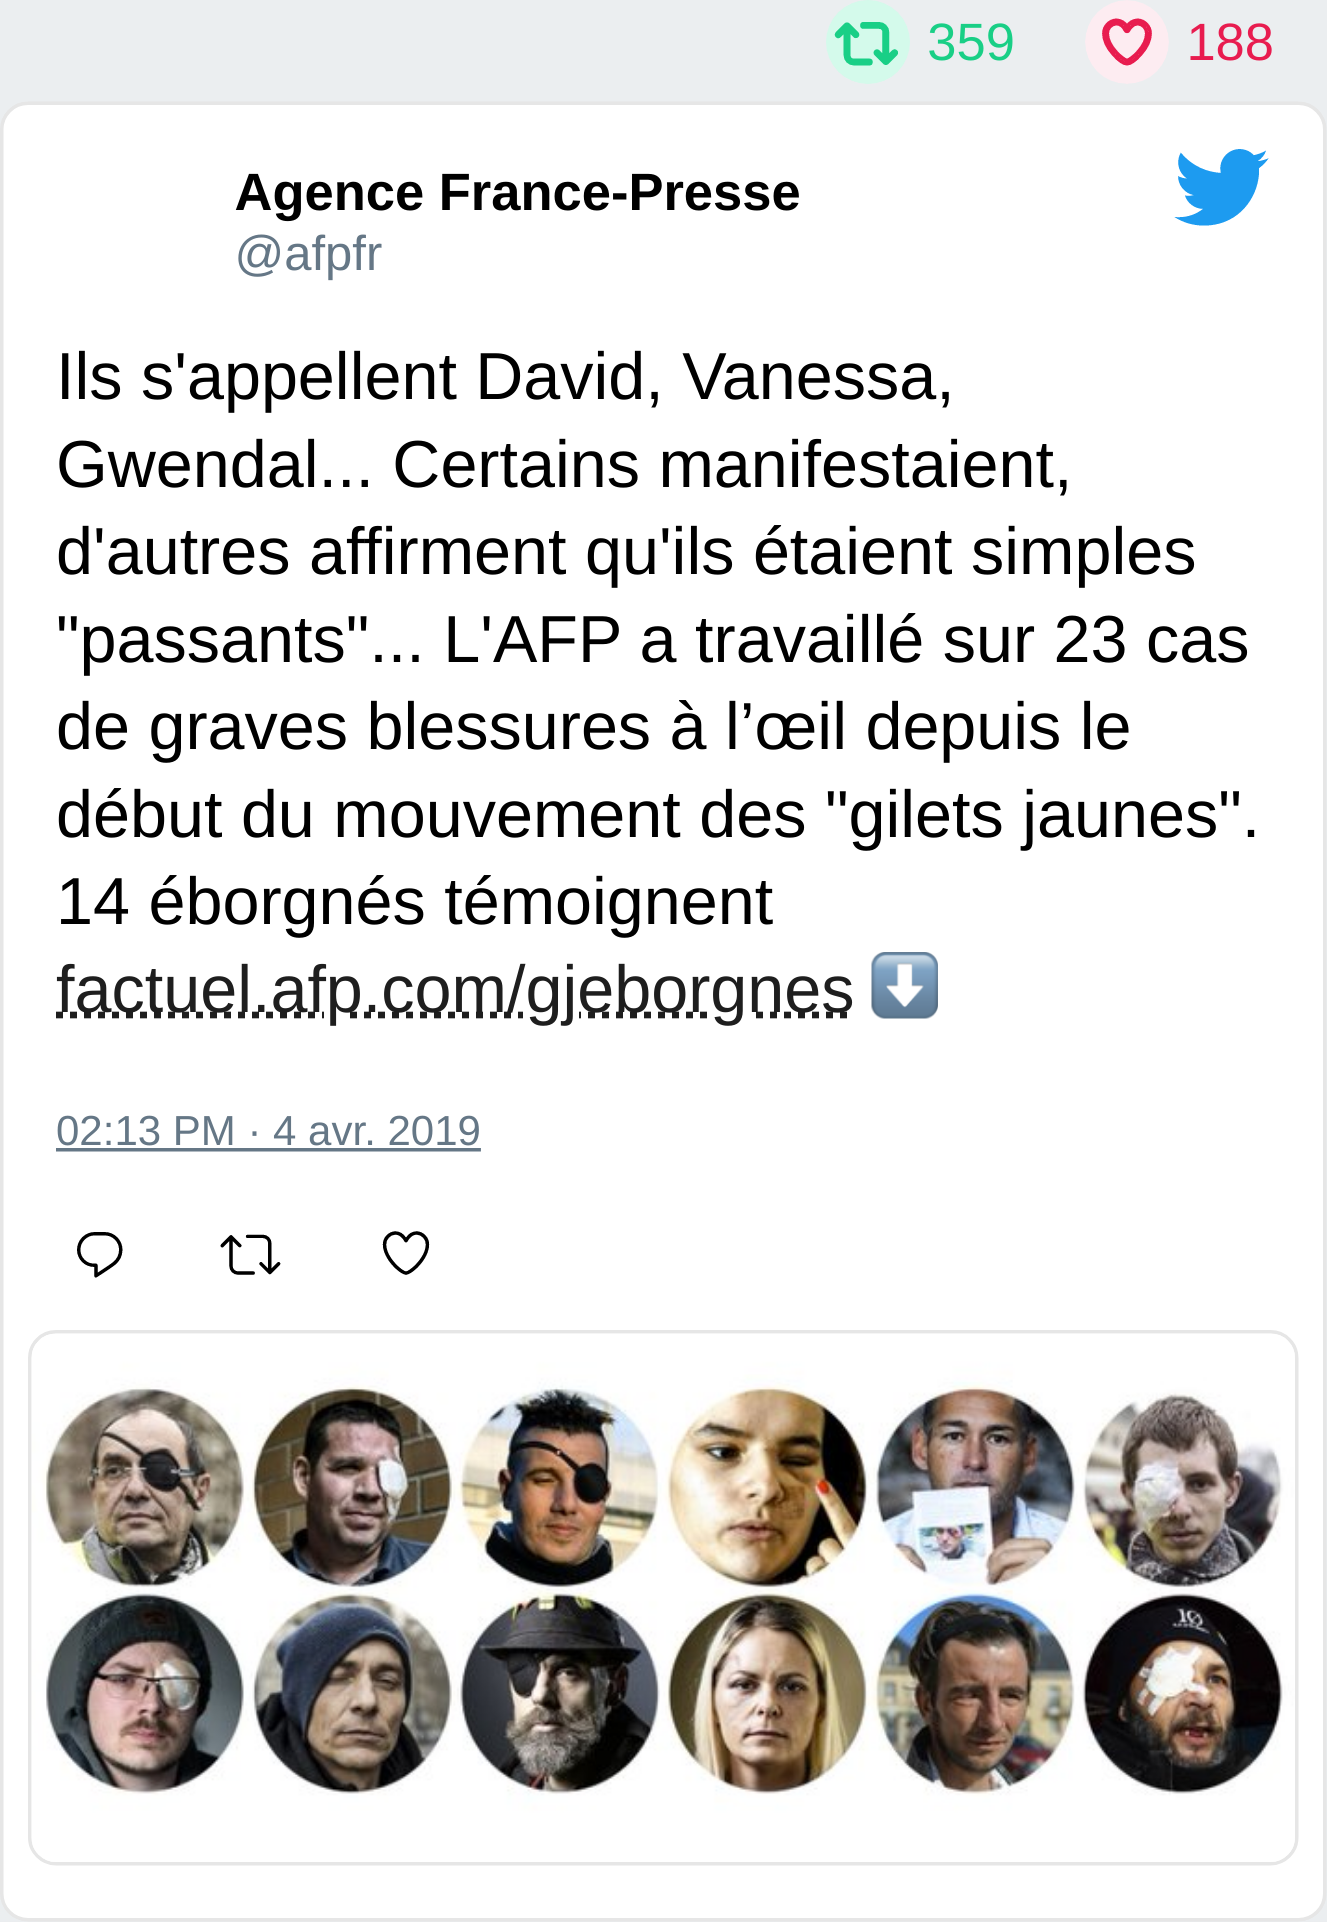 359 188
Agence France-Presse
@afpfr
Ils s'appellent David, Vanessa,
Gwendal... Certains manifestaient,
d'autres affirment qu'ils étaient simples
"passants"... L'AFP a travaillé sur 23 cas
de graves blessures à l’œil depuis le
début du mouvement des "gilets jaunes".
14 éborgnés témoignent
factuel.afp.com/gjeborgnes ⬇️
02:13 PM · 4 avr. 2019
10